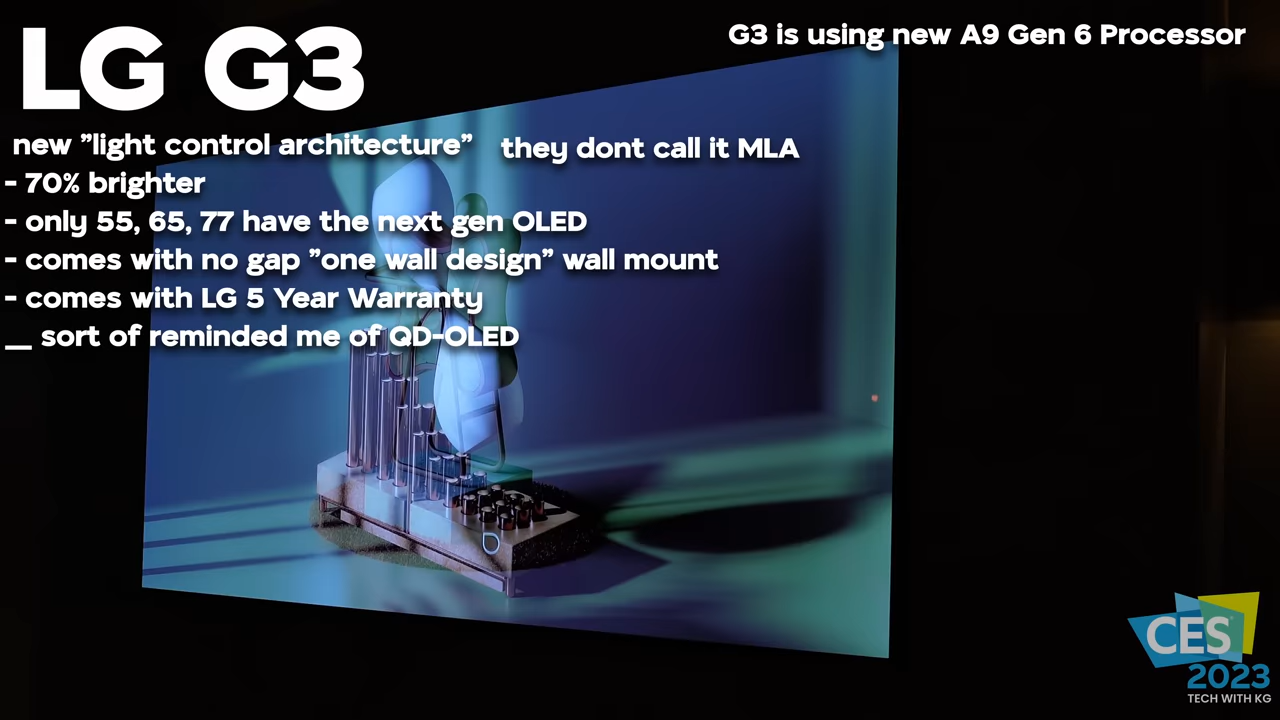 LG G3
G3 is using new A9 Gen 6 Processor
new "light control architecture"
they dont call it MLA
- 70% brighter
- only 55, 65, 77 have the next gen OLED
- comes with no gap "one wall design" wall mount
- comes with LG 5 Year Warranty
__ sort of reminded me of QD-OLED
CES
2023
TECH WITH KG